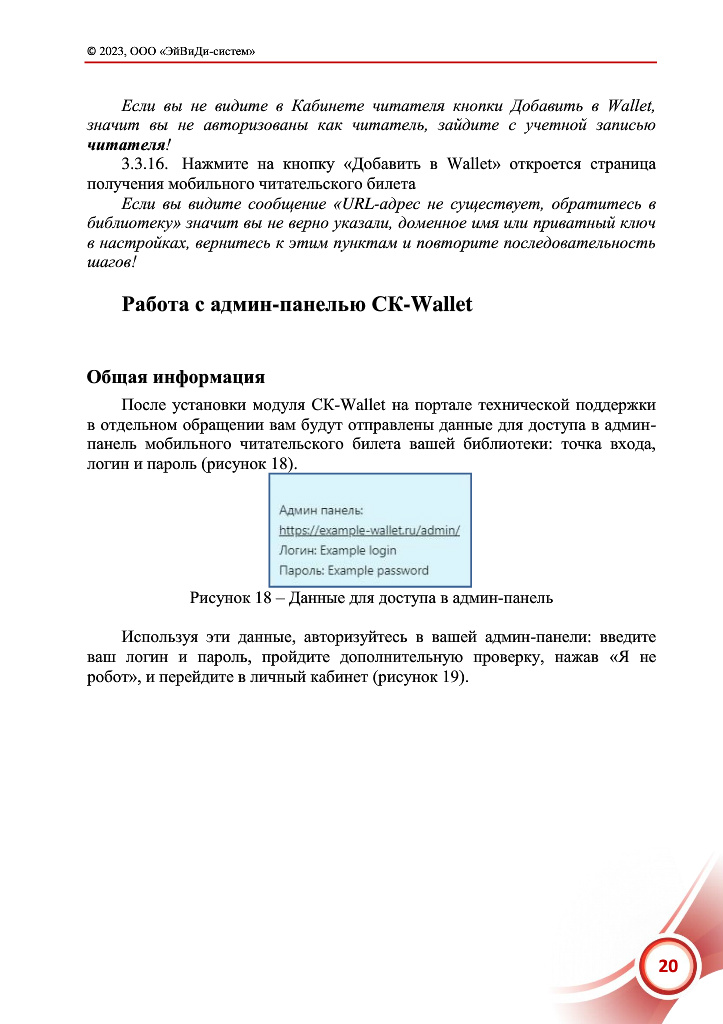 © 2023, ООО «ЭйВиДи-систем»
Если вы не видите в Кабинете читателя кнопки Добавить в Wallet,
значит вы не авторизованы как читатель, зайдите с учетной записью
читателя!
3.3.16. Нажмите на кнопку «Добавить в Wallet» откроется страница
получения мобильного читательского билета
Если вы видите сообщение «URL-адрес не существует, обратитесь в
библиотеку» значит вы не верно указали, доменное имя или приватный ключ
в настройках, вернитесь к этим пунктам и повторите последовательность
шагов!
Работа с админ-панелью СК-Wallet
Общая информация
После установки модуля СК-Wallet на портале технической поддержки
в отдельном обращении вам будут отправлены данные для доступа в админ-
панель мобильного читательского билета вашей библиотеки: точка входа,
логин и пароль (рисунок 18).
Админ панель:
https://example-wallet.ru/admin/
Логин: Example login
Пароль: Example password
Рисунок 18 – Данные для доступа в админ-панель
Используя эти данные, авторизуйтесь в вашей админ-панели: введите
ваш логин и пароль, пройдите дополнительную проверку, нажав «Я не
робот», и перейдите в личный кабинет (рисунок 19).
20